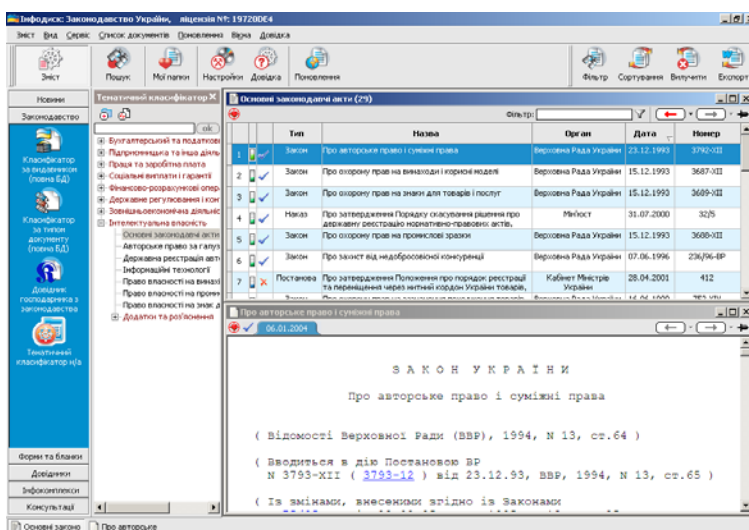 Інфодиск: Законодавство України, ліцензія №: 19720DE4
Зміст Вид Сервіс Список документів Поновлення Вікна Довідка
Зміст Пошук Мої папки Настройки Довідка Поновлення Фільтр Сортування Вилучити Експорт
Новини
Законодавство
Класифікатор
за видавником
(повна БД)
Класифікатор
за типом
документу
(повна БД)
Довідник
господарника з
законодавства
Тематичний
класифікатор н/а
Форми та бланки
Довідники
Інфокомплекси
Консультації
Тематичний класифікатор
ok
Бухгалтерський та податкови
Підприємницька та інша діяль
Праця та заробітна плата
Соціальні виплати і гарантії
Фінансово-розрахункові опер
Державне регулювання і кон
Зовнішньоекономічна діяльніс
Інтелектуальна власність
Основні законодавчі акти
Авторське право за галуз
Державна реєстрація авт
Інформаційні технології
Право власності на винахі
Право власності на проми
Право власності на знак д
Додатки та роз'яснення
Основні законодавчі акти (29)
Фільтр:
Тип Назва Орган Дата Номер
1 Закон Про авторське право і суміжні права Верховна Рада України 23.12.1993 3792-XII
2 Закон Про охорону прав на винаходи і корисні моделі Верховна Рада України 15.12.1993 3687-XII
3 Закон Про охорону прав на знаки для товарів і послуг Верховна Рада України 15.12.1993 3689-XII
4 Наказ Про затвердження Порядку скасування рішення про Мін'юст 31.07.2000 32/5
державну реєстрацію нормативно-правових актів,
5 Закон Про охорону прав на промислові зразки Верховна Рада України 15.12.1993 3688-XII
6 Закон Про захист від недобросовісної конкуренції Верховна Рада України 07.06.1996 236/96-ВР
7 Постанова Про затвердження Положення про порядок реєстрації Кабінет Міністрів 28.04.2001 412
та переміщення через митний кордон України товарів, України
Про авторське право і суміжні права
06.01.2004
З А К О Н У К Р А Ї Н И
Про авторське право і суміжні права
( Відомості Верховної Ради (ВВР), 1994, N 13, ст.64 )
( Вводиться в дію Постановою ВР
N 3793-XII ( 3793-12 ) від 23.12.93, ВВР, 1994, N 13, ст.65 )
( Із змінами, внесеними згідно із Законами
Основні законо Про авторське